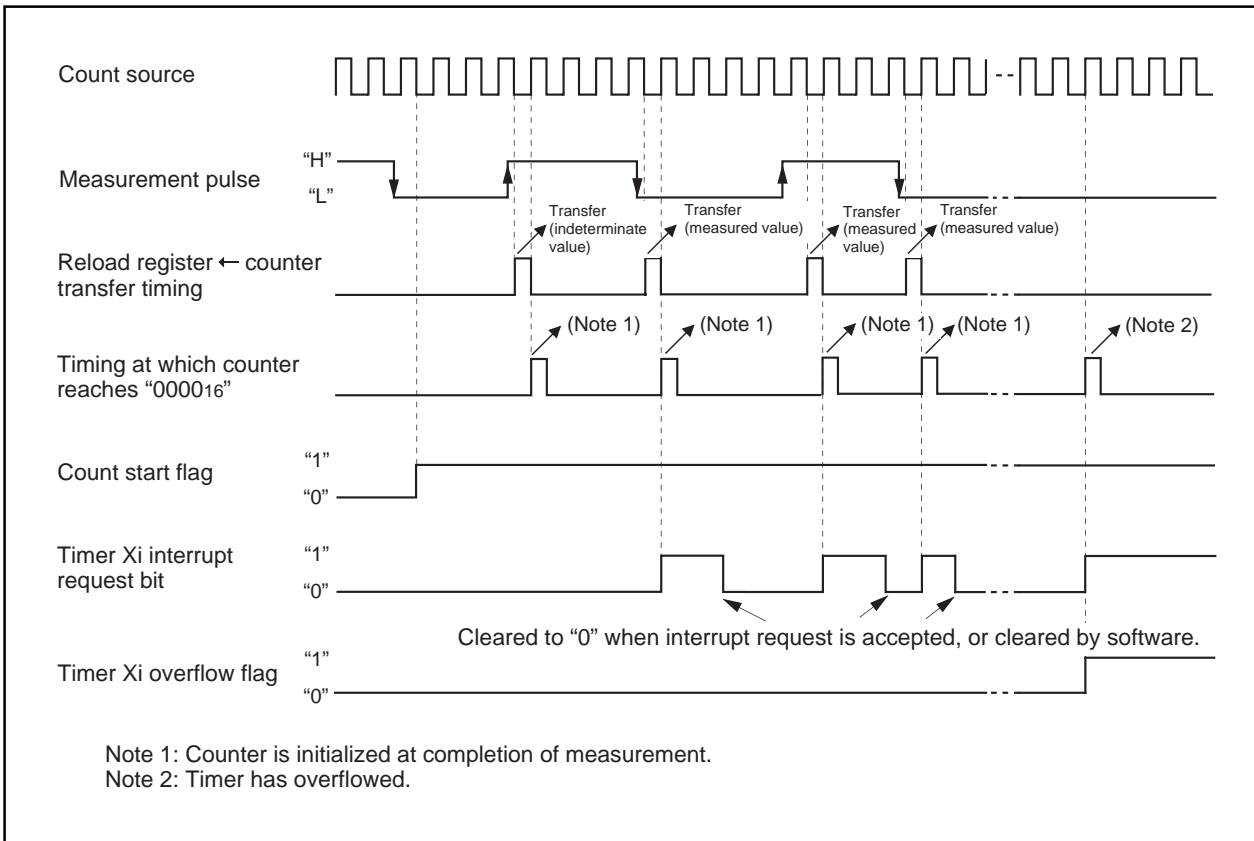 Count source
Measurement pulse
“H”
“L”
Transfer
(indeterminate
value)
Transfer
(measured value)
Transfer
(measured
value)
Transfer
(measured value)
Reload register ← counter
transfer timing
(Note 1)
(Note 1)
(Note 1)
(Note 1)
(Note 2)
Timing at which counter
reaches “000016”
Count start flag
“1”
“0”
Timer Xi interrupt
request bit
“1”
“0”
Cleared to “0” when interrupt request is accepted, or cleared by software.
Timer Xi overflow flag
“1”
“0”
Note 1: Counter is initialized at completion of measurement.
Note 2: Timer has overflowed.